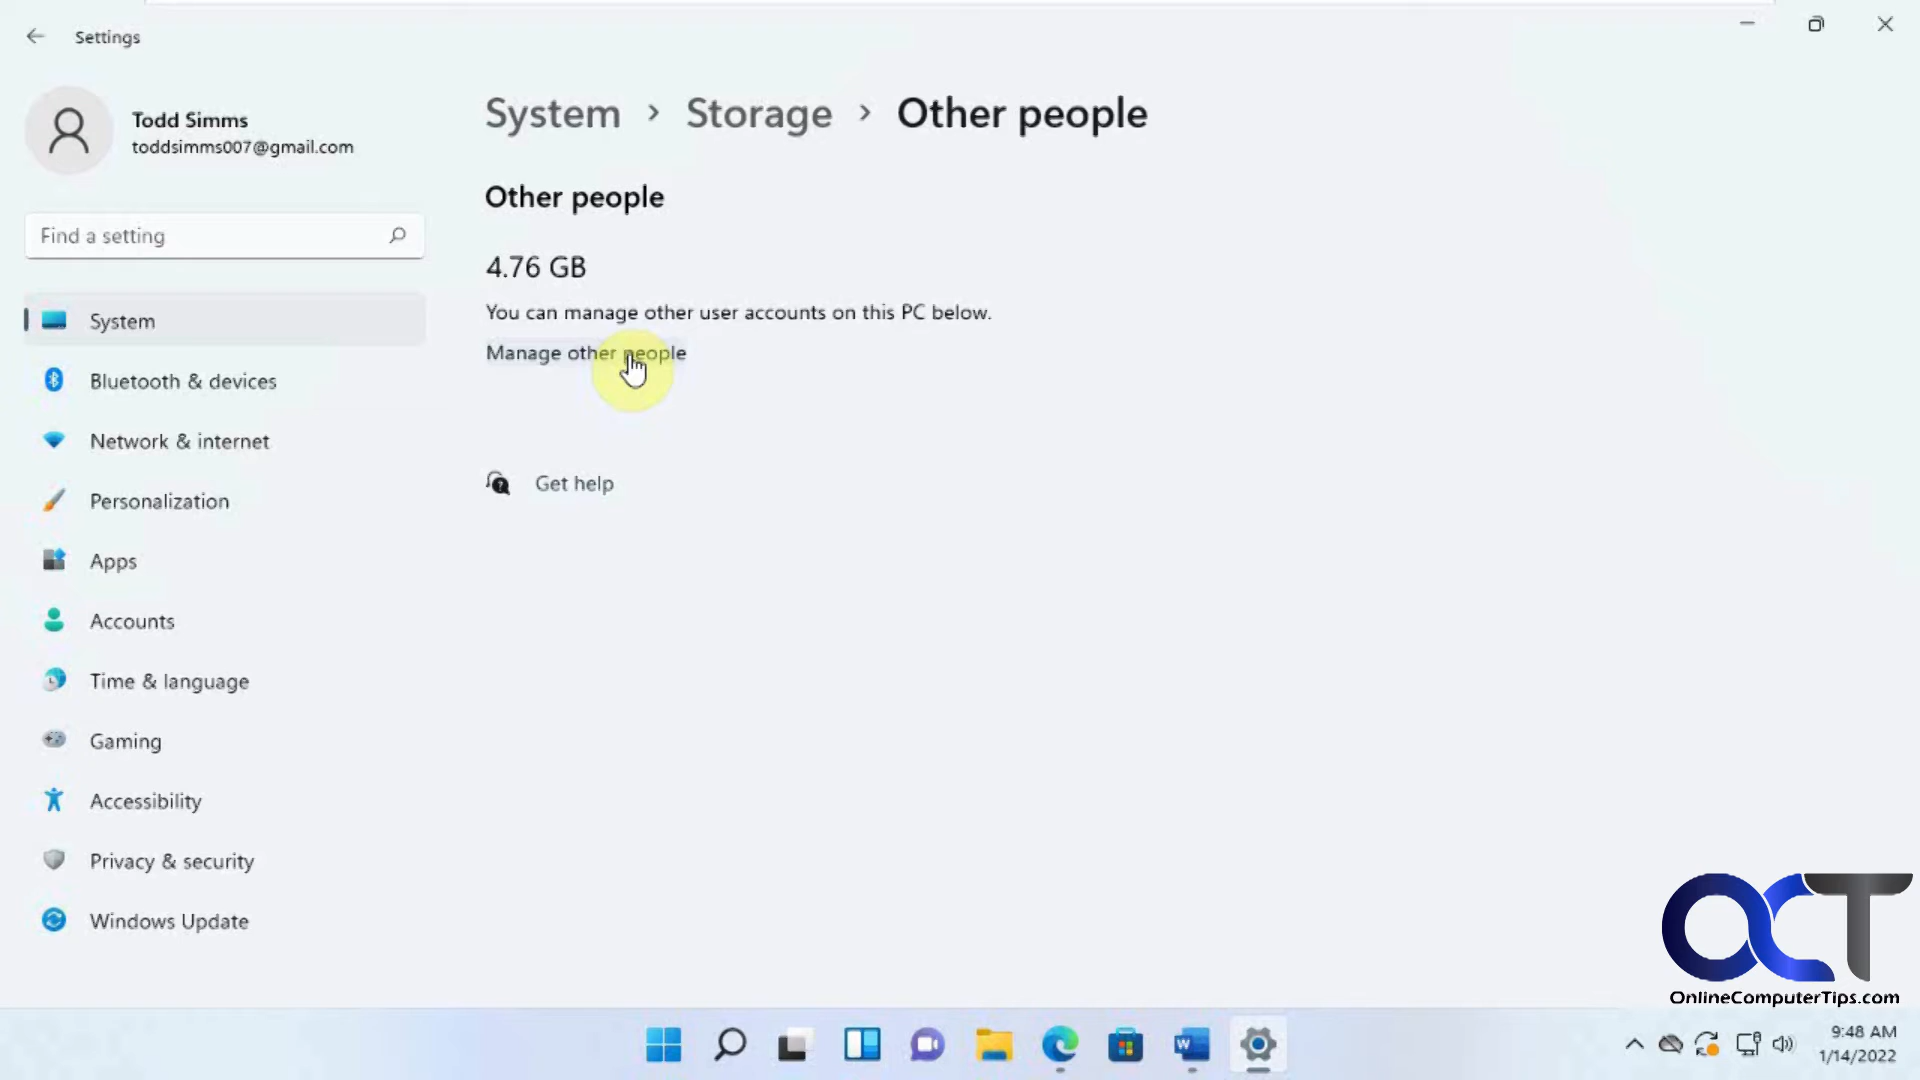 Settings
Todd Simms
toddsimms007@gmail.com
Find a setting
System
Bluetooth & devices
Network & internet
Personalization
Apps
Accounts
Time & language
Gaming
Accessibility
Privacy & security
Windows Update
System > Storage > Other people
Other people
4.76 GB
You can manage other user accounts on this PC below.
Manage other people
Get help
OCT
OnlineComputerTips.com
W
9:48 AM
1/14/2022